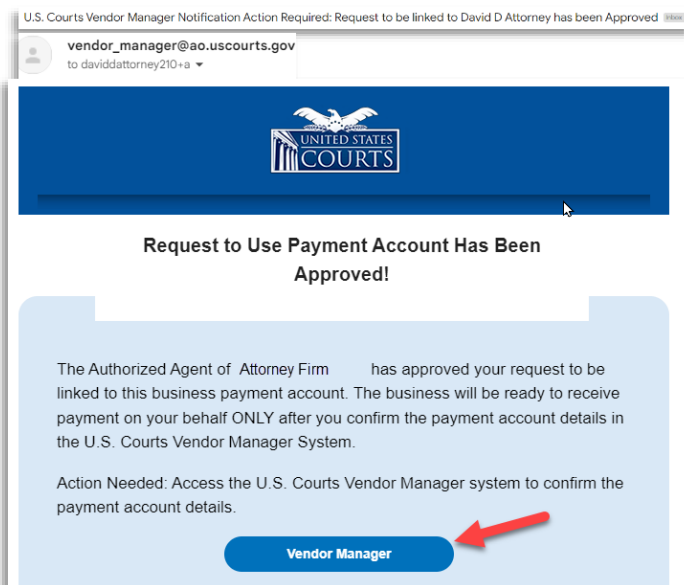 U.S. Courts Vendor Manager Notification Action Required: Request to be linked to David D Attorney has been Approved Inbox
vendor_manager@ao.uscourts.gov
to daviddattorney210+a
UNITED STATES
COURTS
Request to Use Payment Account Has Been
Approved!
The Authorized Agent of Attorney Firm has approved your request to be
linked to this business payment account. The business will be ready to receive
payment on your behalf ONLY after you confirm the payment account details in
the U.S. Courts Vendor Manager System.
Action Needed: Access the U.S. Courts Vendor Manager system to confirm the
payment account details.
Vendor Manager